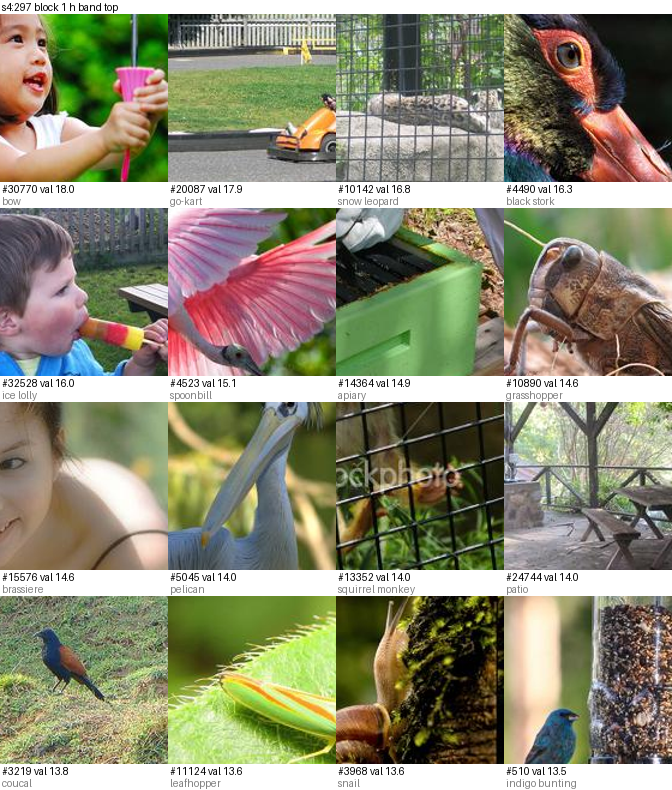 s4:297 block 1 h band top
#30770 val 18.0
bow
#20087 val 17.9
go-kart
#10142 val 16.8
snow leopard
#4490 val 16.3
black stork
#32528 val 16.0
ice lolly
#4523 val 15.1
spoonbill
#14364 val 14.9
apiary
#10890 val 14.6
grasshopper
ockphoto
#15576 val 14.6
brassiere
#5045 val 14.0
pelican
#13352 val 14.0
squirrel monkey
#24744 val 14.0
patio
#3219 val 13.8
coucal
#11124 val 13.6
leafhopper
#3968 val 13.6
snail
#510 val 13.5
indigo bunting